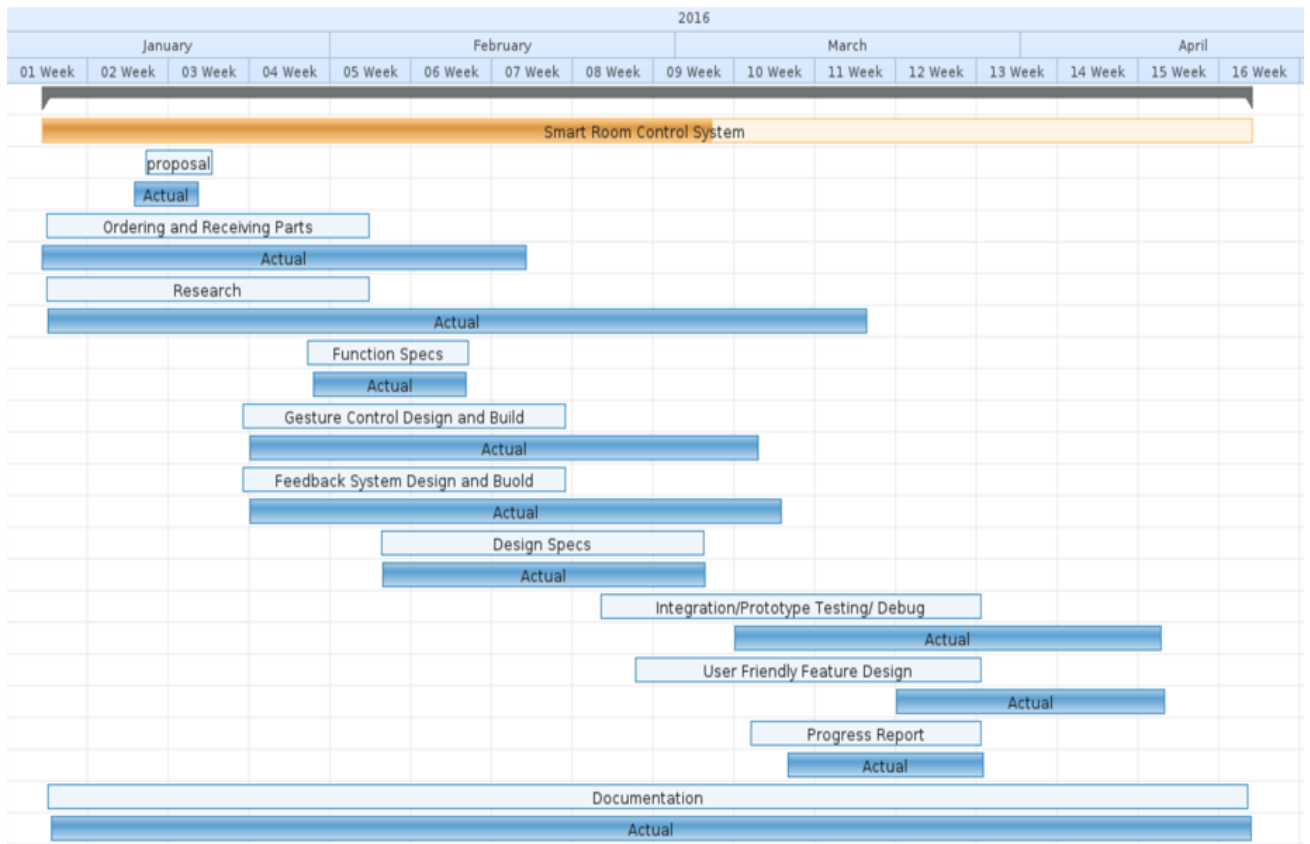 2016
January February March April
01 Week 02 Week 03 Week 04 Week 05 Week 06 Week 07 Week 08 Week 09 Week 10 Week 11 Week 12 Week 13 Week 14 Week 15 Week 16 Week
Smart Room Control System
proposal
Actual
Ordering and Receiving Parts
Actual
Research
Actual
Function Specs
Actual
Gesture Control Design and Build
Actual
Feedback System Design and Buold
Actual
Design Specs
Actual
Integration/Prototype Testing/ Debug
Actual
User Friendly Feature Design
Actual
Progress Report
Actual
Documentation
Actual